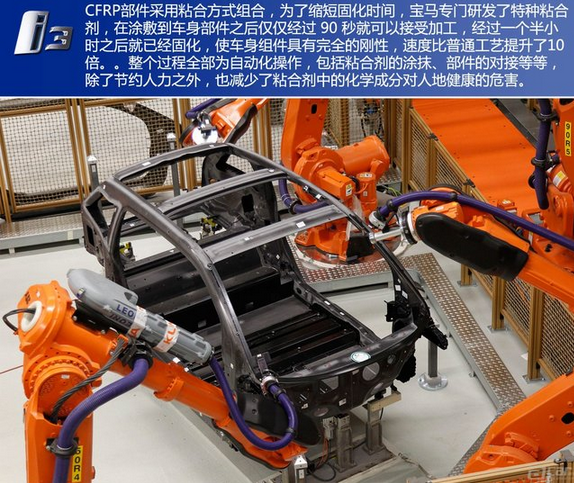 i3
CFRP部件采用粘合方式组合，为了缩短固化时间，宝马专门研发了特种粘合
剂，在涂敷到车身部件之后仅仅经过 90 秒就可以接受加工，经过一个半小
时之后就已经固化，使车身组件具有完全的刚性，速度比普通工艺提升了10
倍。。整个过程全部为自动化操作，包括粘合剂的涂抹、部件的对接等等，
除了节约人力之外，也减少了粘合剂中的化学成分对人地健康的危害。
90R5
LEO
60R4